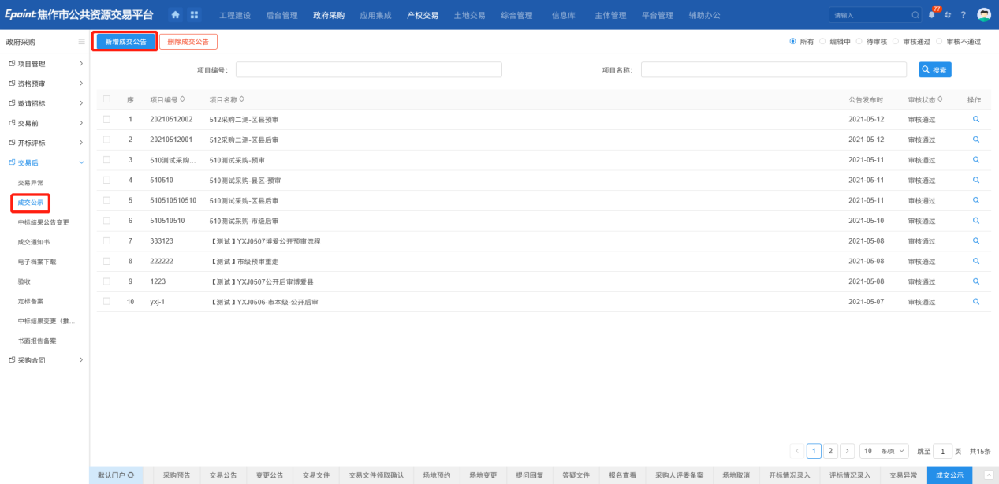 Epoint焦作市公共资源交易平台 工程建设 后台管理 政府采购 应用集成 产权交易 土地交易 综合管理 信息库 主体管理 平台管理 辅助办公 请输入 77 ?
政府采购
新增成交公告 删除成交公告 所有 编辑中 待审核 审核通过 审核不通过
项目管理
资格预审
邀请招标
交易前
开标评标
交易后
交易异常
成交公示
中标结果公告变更
成交通知书
电子档案下载
验收
定标备案
中标结果变更（推...
书面报告备案
采购合同
项目编号： 项目名称： 搜索
序 项目编号 项目名称 公告发布时... 审核状态 操作
1 20210512002 512采购二测-区县预审 2021-05-12 审核通过
2 20210512001 512采购二测-区县后审 2021-05-12 审核通过
3 510测试采购... 510测试采购-预审 2021-05-11 审核通过
4 510510 510测试采购-县区-预审 2021-05-11 审核通过
5 510510510510 510测试采购-区县后审 2021-05-11 审核通过
6 510510510 510测试采购-市级后审 2021-05-10 审核通过
7 333123 【测试】YXJ0507博爱公开预审流程 2021-05-08 审核通过
8 222222 【测试】市级预审重走 2021-05-08 审核通过
9 1223 【测试】YXJ0507公开后审博爱县 2021-05-08 审核通过
10 yxj-1 【测试】YXJ0506-市本级-公开后审 2021-05-07 审核通过
1 2 10 条/页 跳至 1 页 共15条
默认门户 采购预告 交易公告 变更公告 交易文件 交易文件领取确认 场地预约 场地变更 提问回复 答疑文件 报名查看 采购人评委备案 场地取消 开标情况录入 评标情况录入 交易异常 成交公示